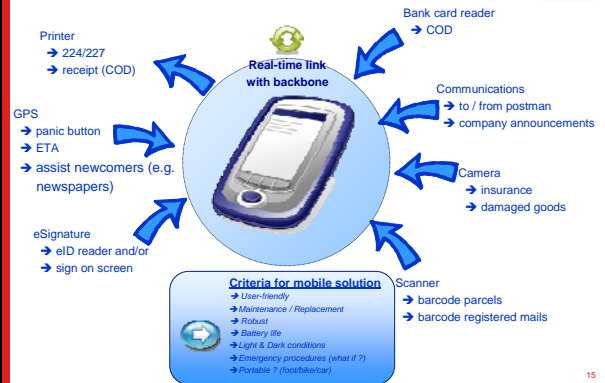 Bank card reader
➔ COD
Printer
➔ 224/227
➔ receipt (COD)
Real-time link
with backbone
Communications
➔ to / from postman
➔ company announcements
GPS
➔ panic button
➔ ETA
➔ assist newcomers (e.g.
newspapers)
Camera
➔ insurance
➔ damaged goods
eSignature
➔ eID reader and/or
➔ sign on screen
Scanner
➔ barcode parcels
➔ barcode registered mails
Criteria for mobile solution
➔ User-friendly
➔ Maintenance / Replacement
➔ Robust
➔ Battery life
➔ Light & Dark conditions
➔ Emergency procedures (what if ?)
➔ Portable ? (foot/bike/car)
15